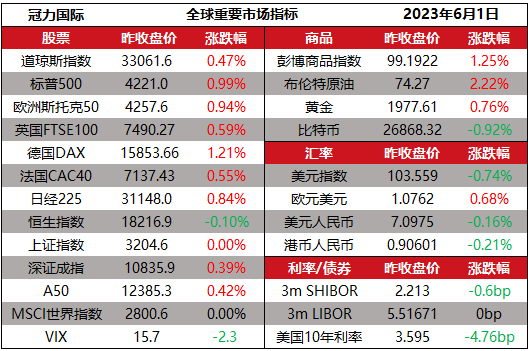 冠力国际 全球重要市场指标 2023年6月1日
股票 昨收盘价 涨跌幅 商品 昨收盘价 涨跌幅
道琼斯指数 33061.6 0.47% 彭博商品指数 99.1922 1.25%
标普500 4221.0 0.99% 布伦特原油 74.27 2.22%
欧洲斯托克50 4257.6 0.94% 黄金 1977.61 0.76%
英国FTSE100 7490.27 0.59% 比特币 26868.32 -0.92%
德国DAX 15853.66 1.21% 汇率 昨收盘价 涨跌幅
法国CAC40 7137.43 0.55% 美元指数 103.559 -0.74%
日经225 31148.0 0.84% 欧元美元 1.0762 0.68%
恒生指数 18216.9 -0.10% 美元人民币 7.0975 -0.16%
上证指数 3204.6 0.00% 港币人民币 0.90601 -0.21%
深证成指 10835.9 0.39% 利率/债券 昨收盘价 涨跌幅
A50 12385.3 0.42% 3m SHIBOR 2.213 -0.6bp
MSCI世界指数 2800.6 0.00% 3m LIBOR 5.51671 0bp
VIX 15.7 -2.3 美国10年利率 3.595 -4.76bp